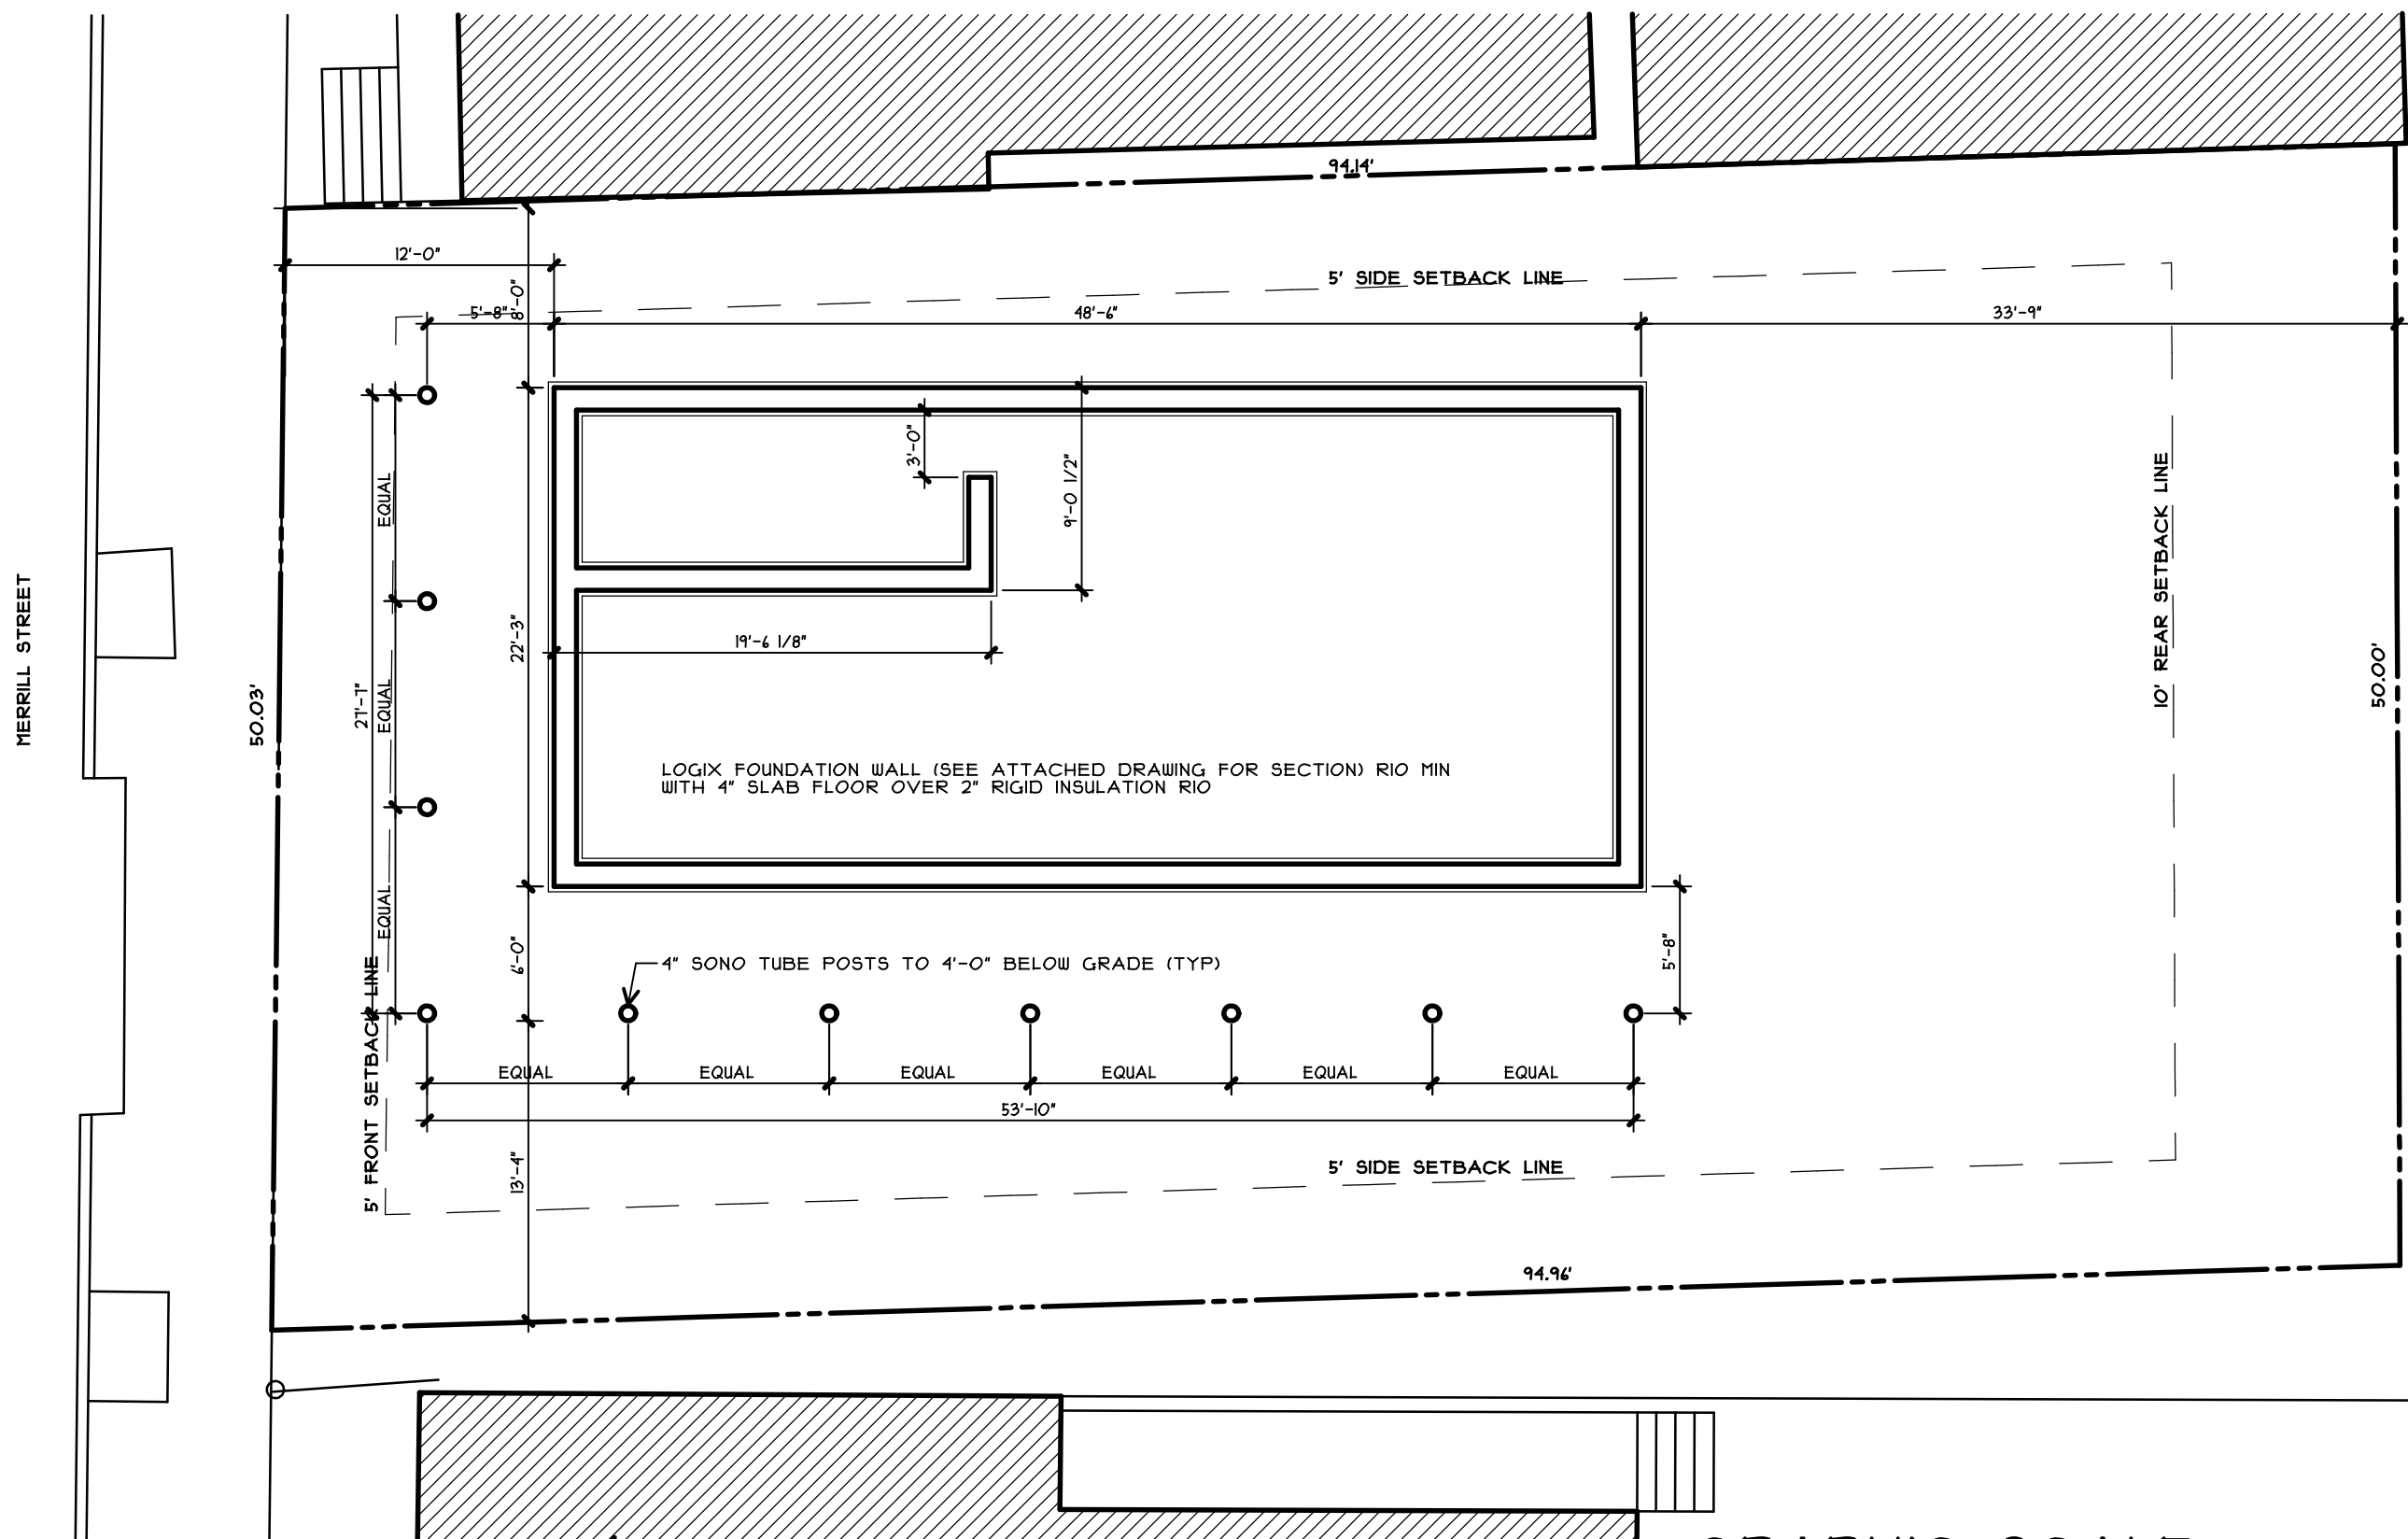 94.14'
12'-0"
8'-0"
5' SIDE SETBACK LINE
5'-8"
48'-6"
33'-9"
3'-0"
9'-0 1/2"
EQUAL
10' REAR SETBACK LINE
MERRILL STREET
50.03'
27'-7"
EQUAL
22'-3"
19'-6 1/8"
50.00'
LOGIX FOUNDATION WALL (SEE ATTACHED DRAWING FOR SECTION) R10 MIN
WITH 4" SLAB FLOOR OVER 2" RIGID INSULATION R10
EQUAL
6'-0"
4" SONO TUBE POSTS TO 4'-0" BELOW GRADE (TYP)
5'-8"
5' FRONT SETBACK LINE
EQUAL EQUAL EQUAL EQUAL EQUAL EQUAL
53'-10"
13'-4"
5' SIDE SETBACK LINE
94.96'